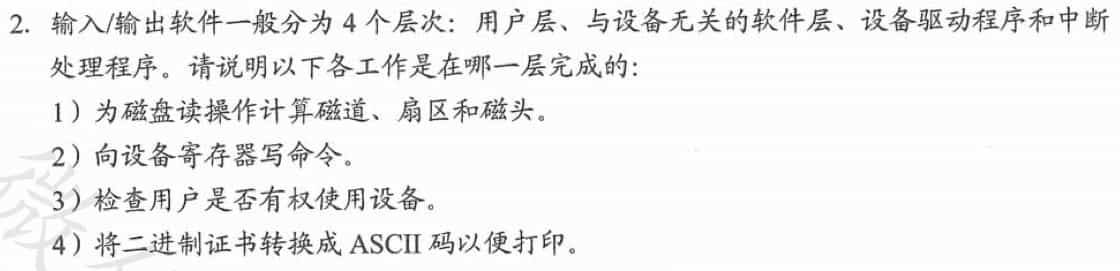 2. 输入/输出软件一般分为 4 个层次：用户层、与设备无关的软件层、设备驱动程序和中断
处理程序。请说明以下各工作是在哪一层完成的：
1）为磁盘读操作计算磁道、扇区和磁头。
2）向设备寄存器写命令。
3）检查用户是否有权使用设备。
4）将二进制证书转换成 ASCII 码以便打印。